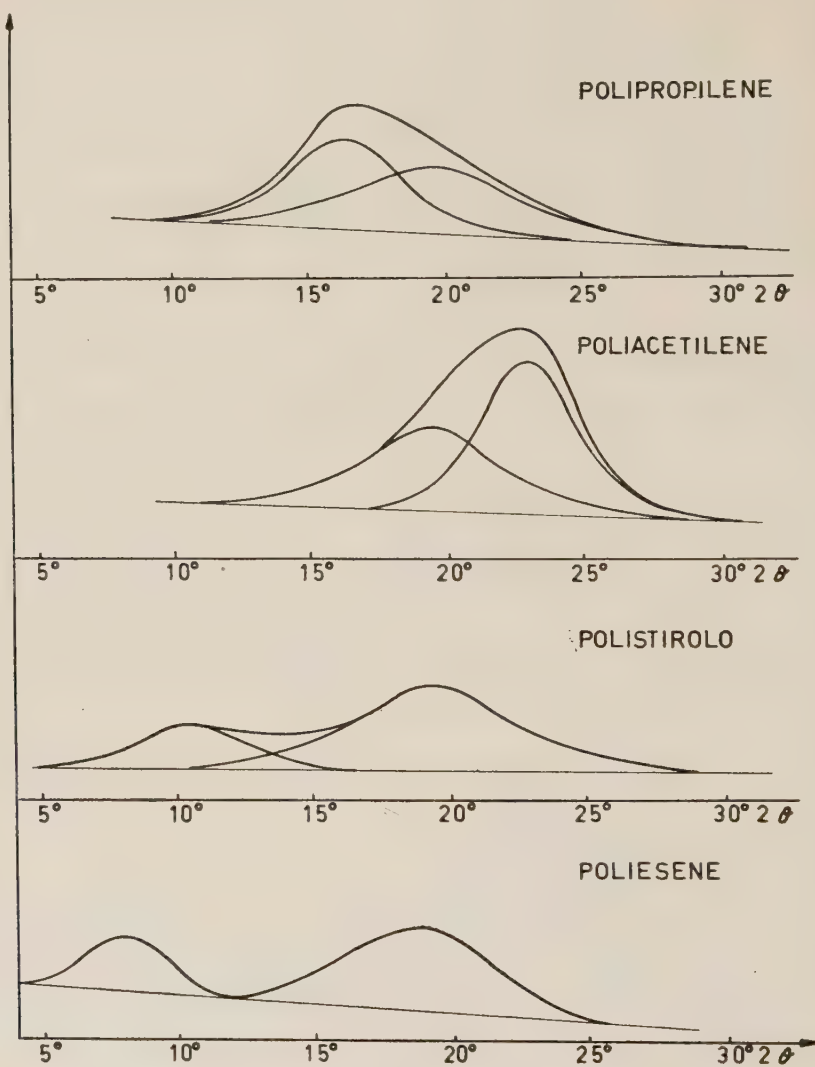 POLIPROPILENE
5° 10° 15° 20° 25° 30° 2 ϑ
POLIACETILENE
5° 10° 15° 20° 25° 30° 2 ϑ
POLISTIROLO
5° 10° 15° 20° 25° 30° 2 ϑ
POLIESENE
5° 10° 15° 20° 25° 30° 2 ϑ